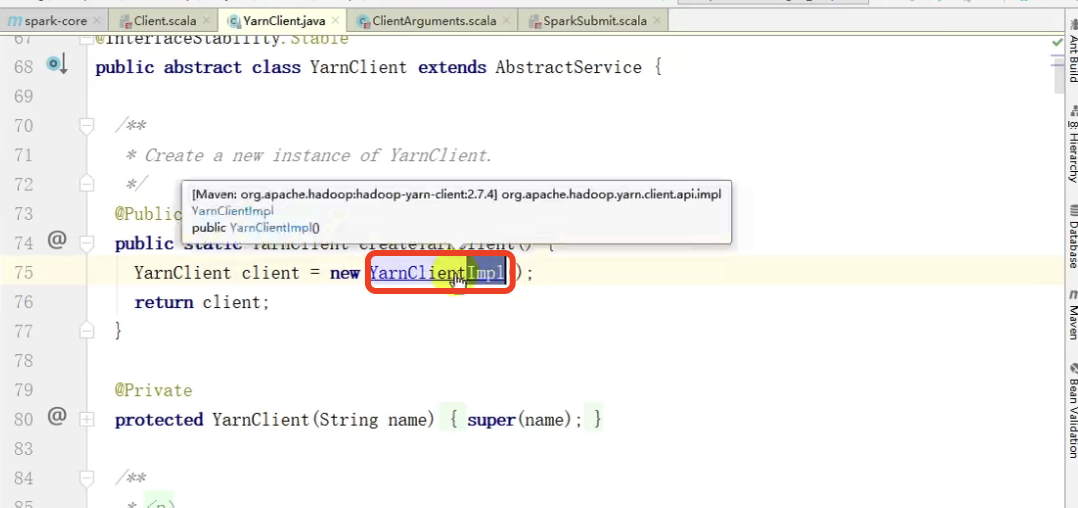 spark-core Client.scala YarnClient.java ClientArguments.scala SparkSubmit.scala
67 @InterfaceStability.Stable
68 public abstract class YarnClient extends AbstractService {
69
70 /**
71 * Create a new instance of YarnClient.
72 */
[Maven: org.apache.hadoop:hadoop-yarn-client:2.7.4] org.apache.hadoop.yarn.client.api.impl
YarnClientImpl
public YarnClientImpl()
73 @Public
74 public static YarnClient createYarnClient() {
75 YarnClient client = new YarnClientImpl();
76 return client;
77 }
78
79 @Private
80 protected YarnClient(String name) { super(name); }
83
84 /**
85 * <p>
Ant Build
8: Hierarchy
Database
Maven
Bean Validation